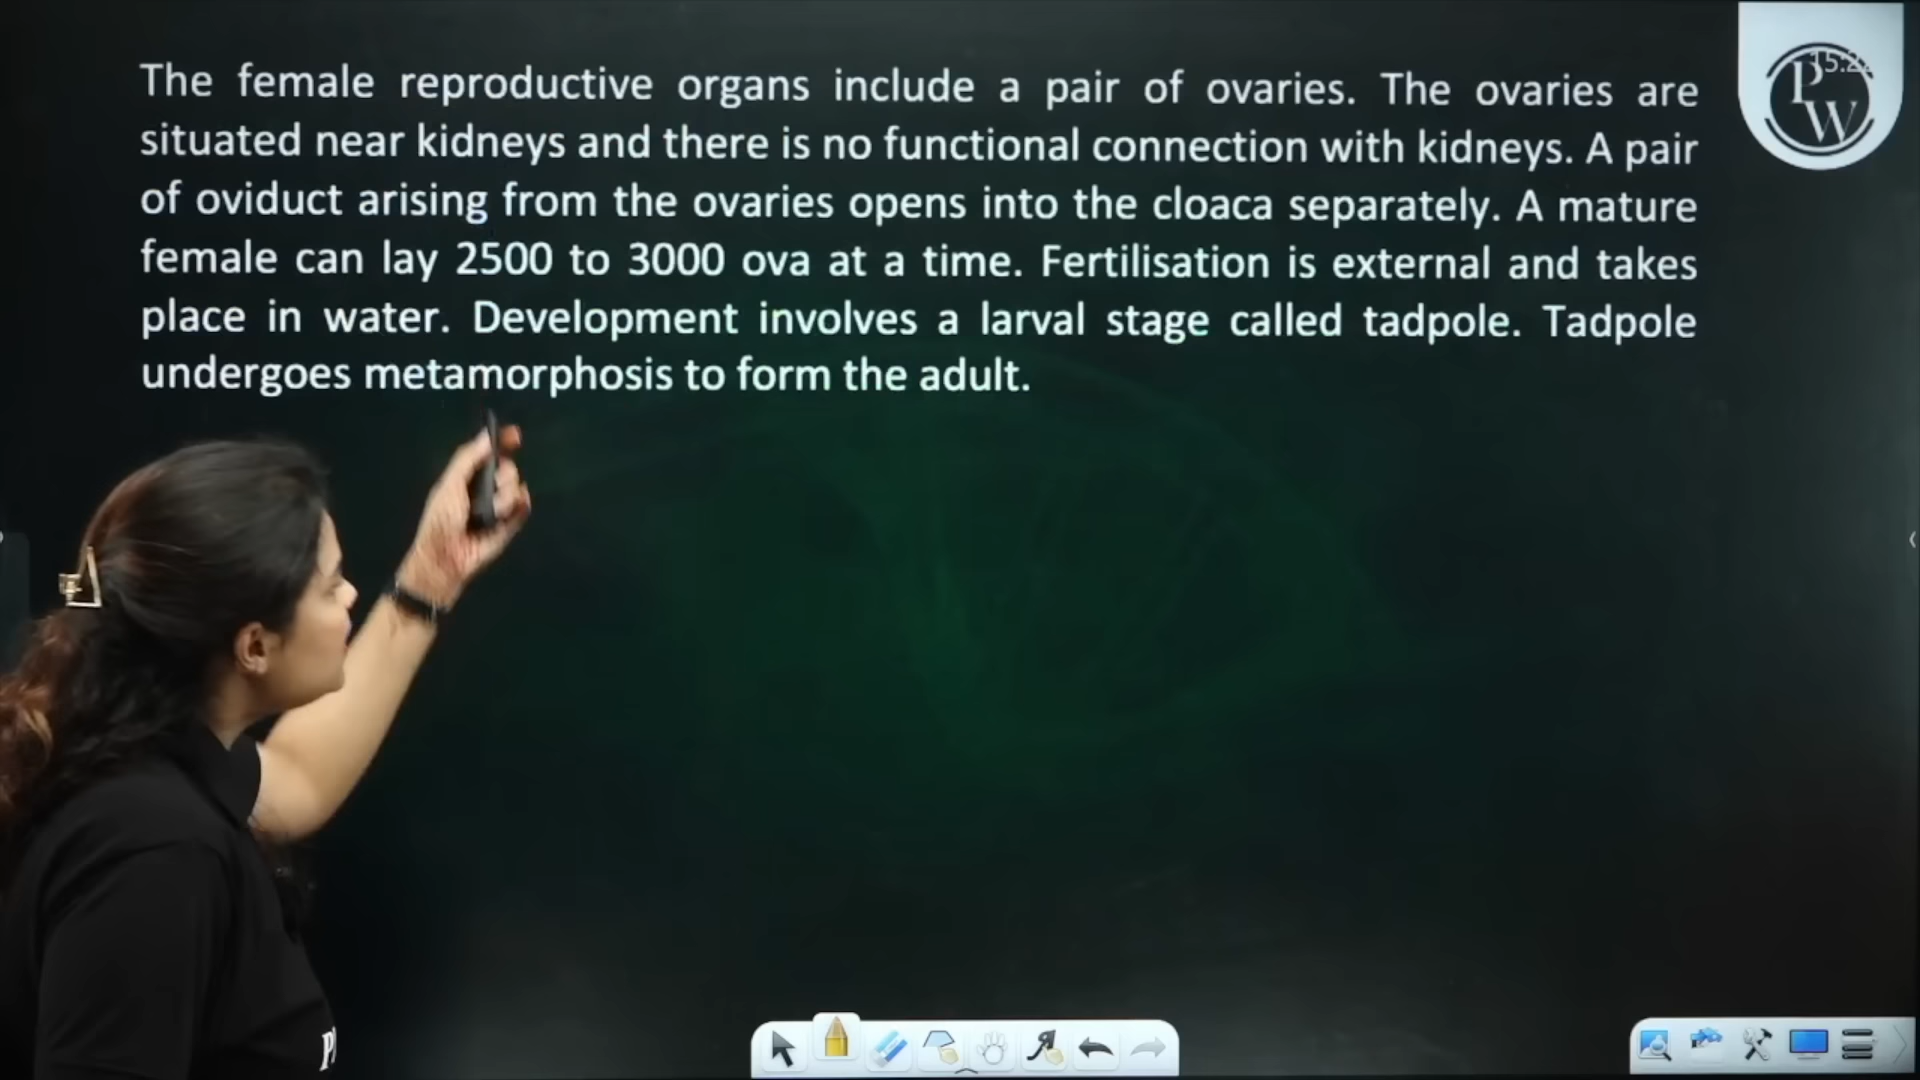 The female reproductive organs include a pair of ovaries. The ovaries are
situated near kidneys and there is no functional connection with kidneys. A pair
of oviduct arising from the ovaries opens into the cloaca separately. A mature
female can lay 2500 to 3000 ova at a time. Fertilisation is external and takes
place in water. Development involves a larval stage called tadpole. Tadpole
undergoes metamorphosis to form the adult.
P
W